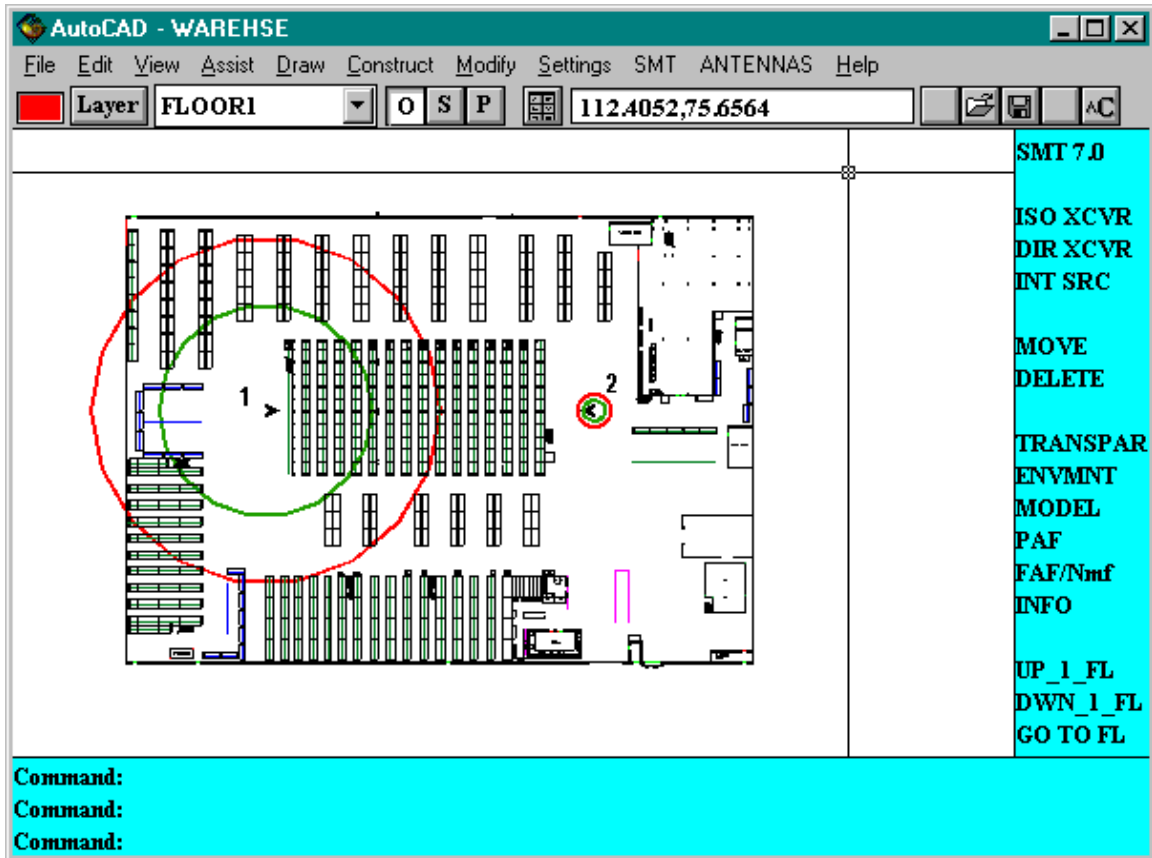 AutoCAD - WAREHSE
File Edit View Assist Draw Construct Modify Settings SMT ANTENNAS Help
Layer FLOOR1 O S P 112.4052,75.6564 ^C
SMT 7.0
ISO XCVR
DIR XCVR
INT SRC
MOVE
DELETE
TRANSPAR
ENVMNT
MODEL
PAF
FAF/Nmf
INFO
UP_1_FL
DWN_1_FL
GO TO FL
1
2
Command:
Command:
Command: